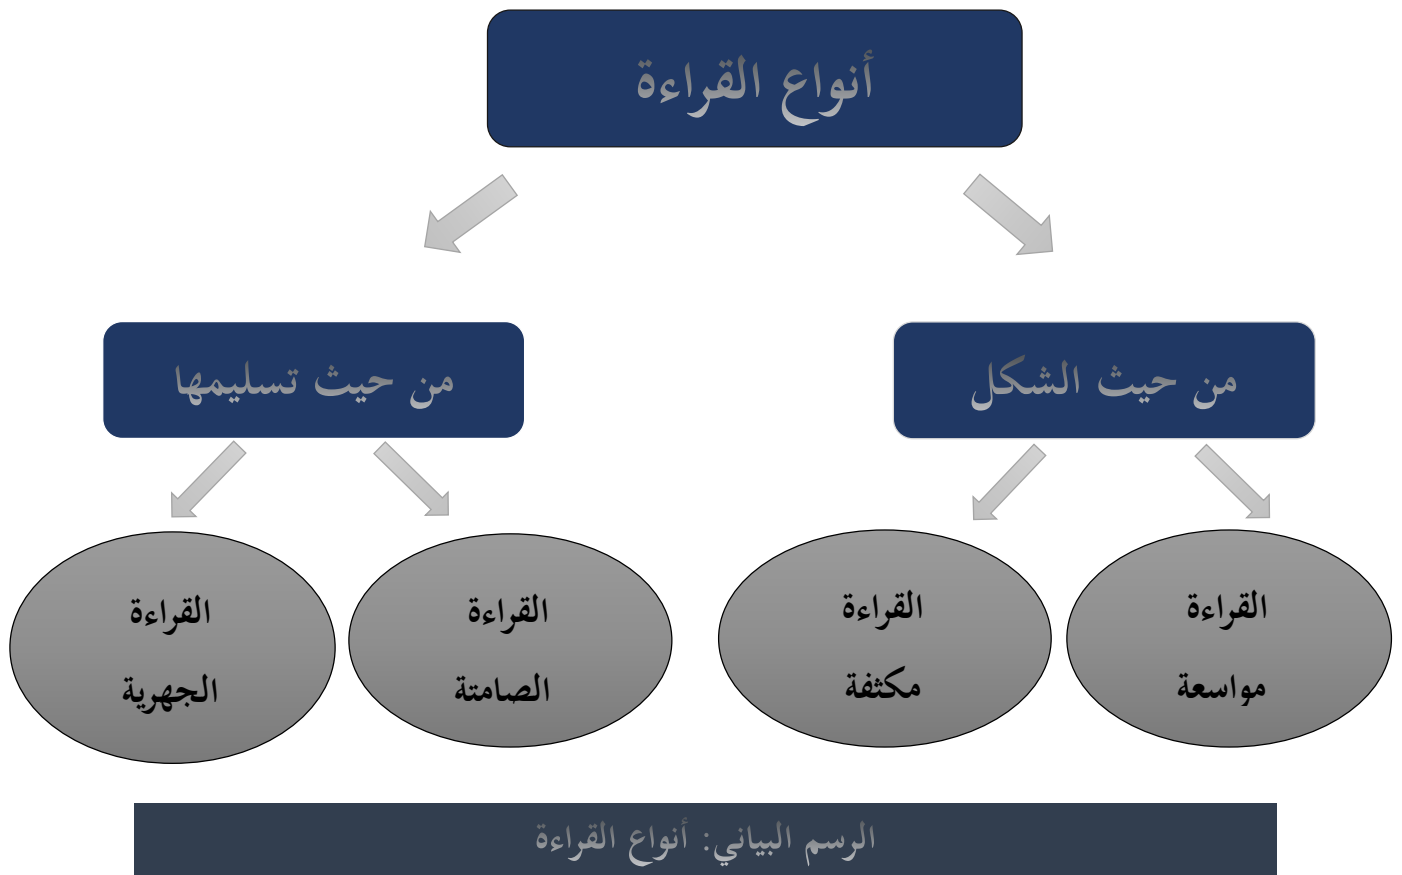 أنواع القراءة
من حيث الشكل
من حيث تسليمها
القراءة
مواسعة
القراءة
مكثفة
القراءة
الصامتة
القراءة
الجهرية
الرسم البياني: أنواع القراءة